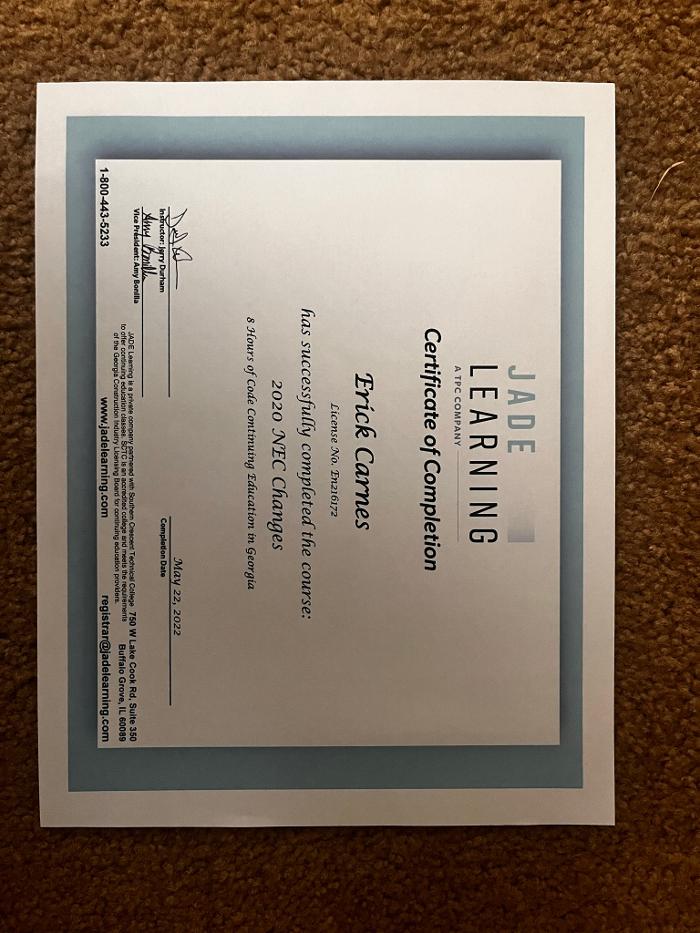 JADE
LEARNING
A TPC COMPANY
Certificate of Completion
Erick Carnes
License No. En216172
has successfully completed the course:
2020 NEC Changes
8 Hours of Code Continuing Education in Georgia
May 22, 2022
Instructor: Jerry Durham
Completion Date
Amy Bonilla
Vice President: Amy Bonilla
JADE Learning is a private company partnered with Southern Crescent Technical College
to offer continuing education classes. SCTC is an accredited college and meets the requirements
of the Georgia Construction Industry Licensing Board for continuing education providers.
750 W Lake Cook Rd, Suite 350
Buffalo Grove, IL 60089
1-800-443-5233 www.jadelearning.com registrar@jadelearning.com